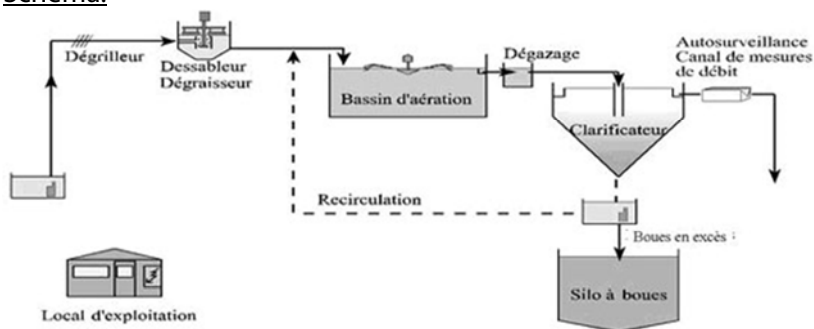 Schéma:
Dégrilleur
Dessableur
Dégraisseur
Bassin d'aération
Dégazage
Autosurveillance
Canal de mesures
de débit
Clarificateur
Recirculation
Boues en excès :
Silo à boues
Local d'exploitation